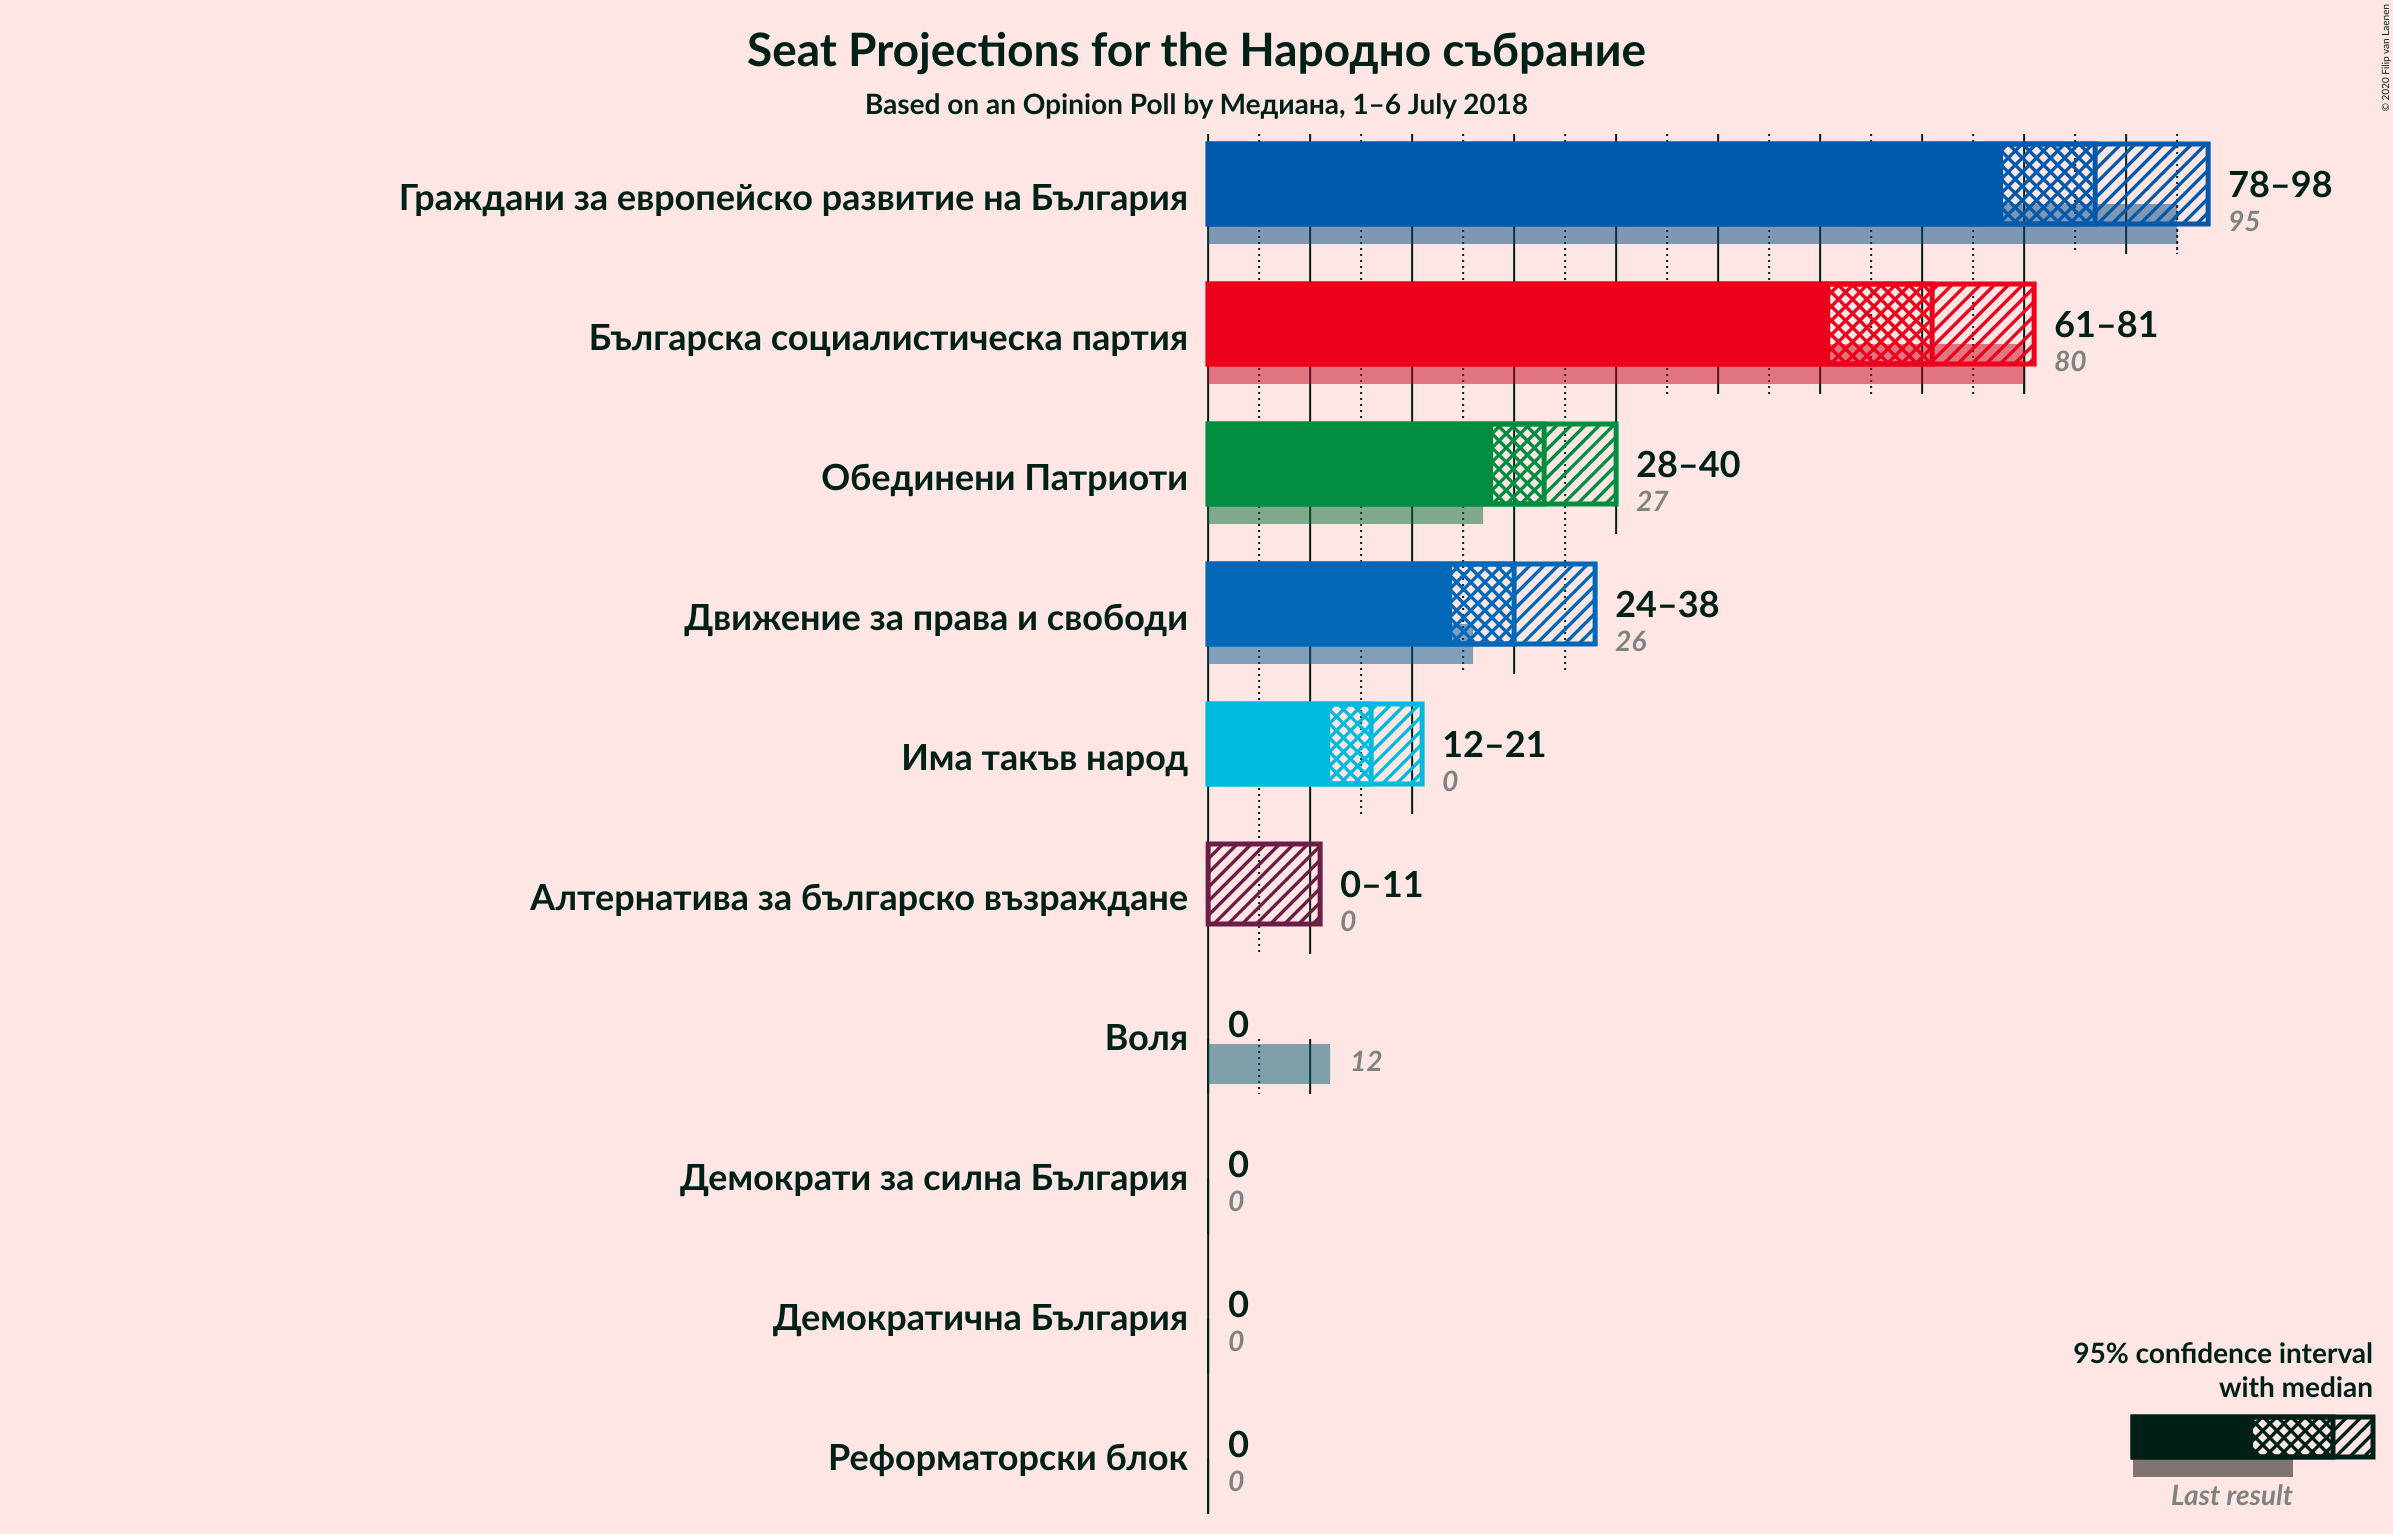 Seat Projections for the Народно събрание
Based on an Opinion Poll by Медиана, 1–6 July 2018
© 2020 Filip van Laenen
Граждани за европейско развитие на България
78–98
95
Българска социалистическа партия
61–81
80
Обединени Патриоти
28–40
27
Движение за права и свободи
24–38
26
Има такъв народ
12–21
0
Алтернатива за българско възраждане
0–11
0
Воля
0
12
Демократи за силна България
0
0
Демократична България
0
0
Реформаторски блок
0
0
95% confidence interval
with median
Last result